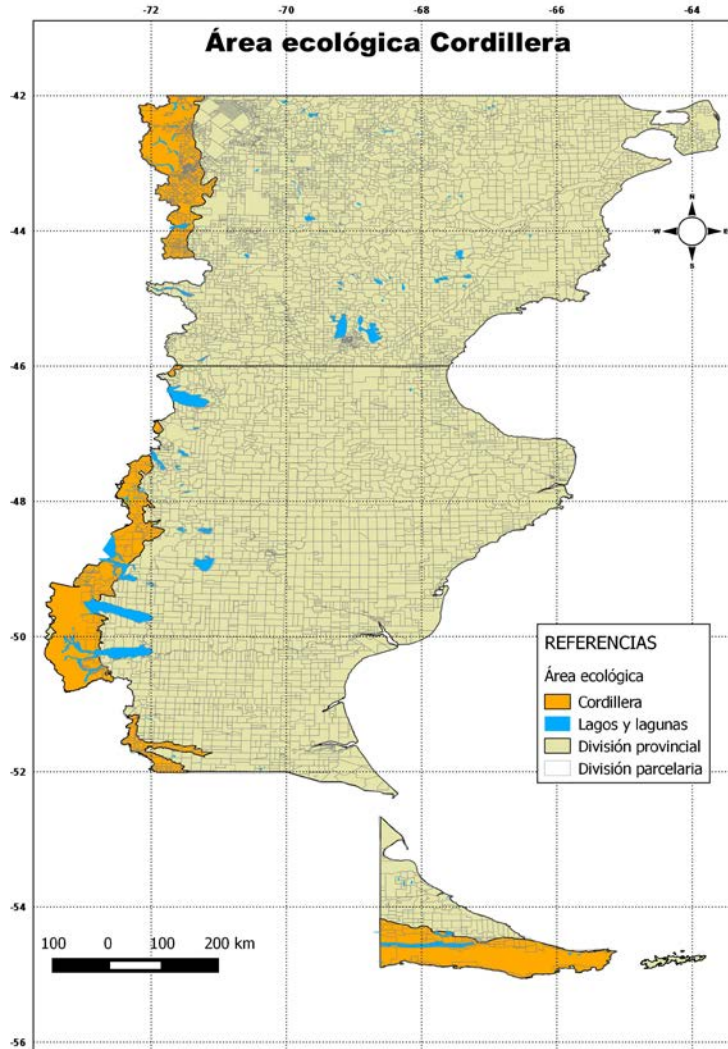 Área ecológica Cordillera
-72
-70
-68
-66
-64
-42
-44
-46
-48
-50
-52
-54
-56
N
W
E
S
REFERENCIAS
Área ecológica
Cordillera
Lagos y lagunas
División provincial
División parcelaria
100 0 100 200 km